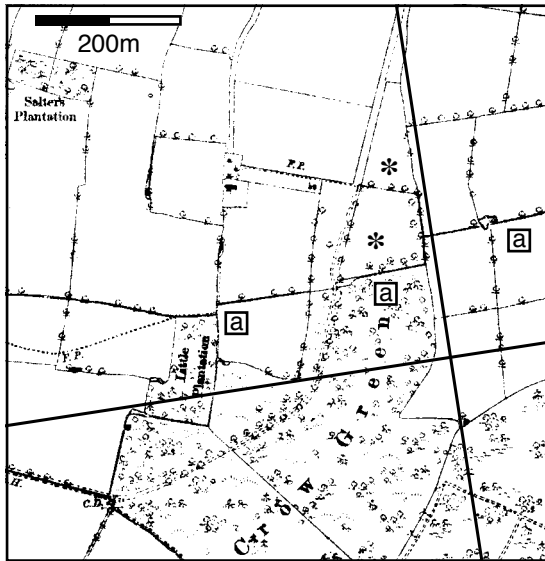 200m
Salters
Plantation
F.P.
*
*
a
a
a
F.P.
Little
Plantation
Crow Green
H.
C.D.